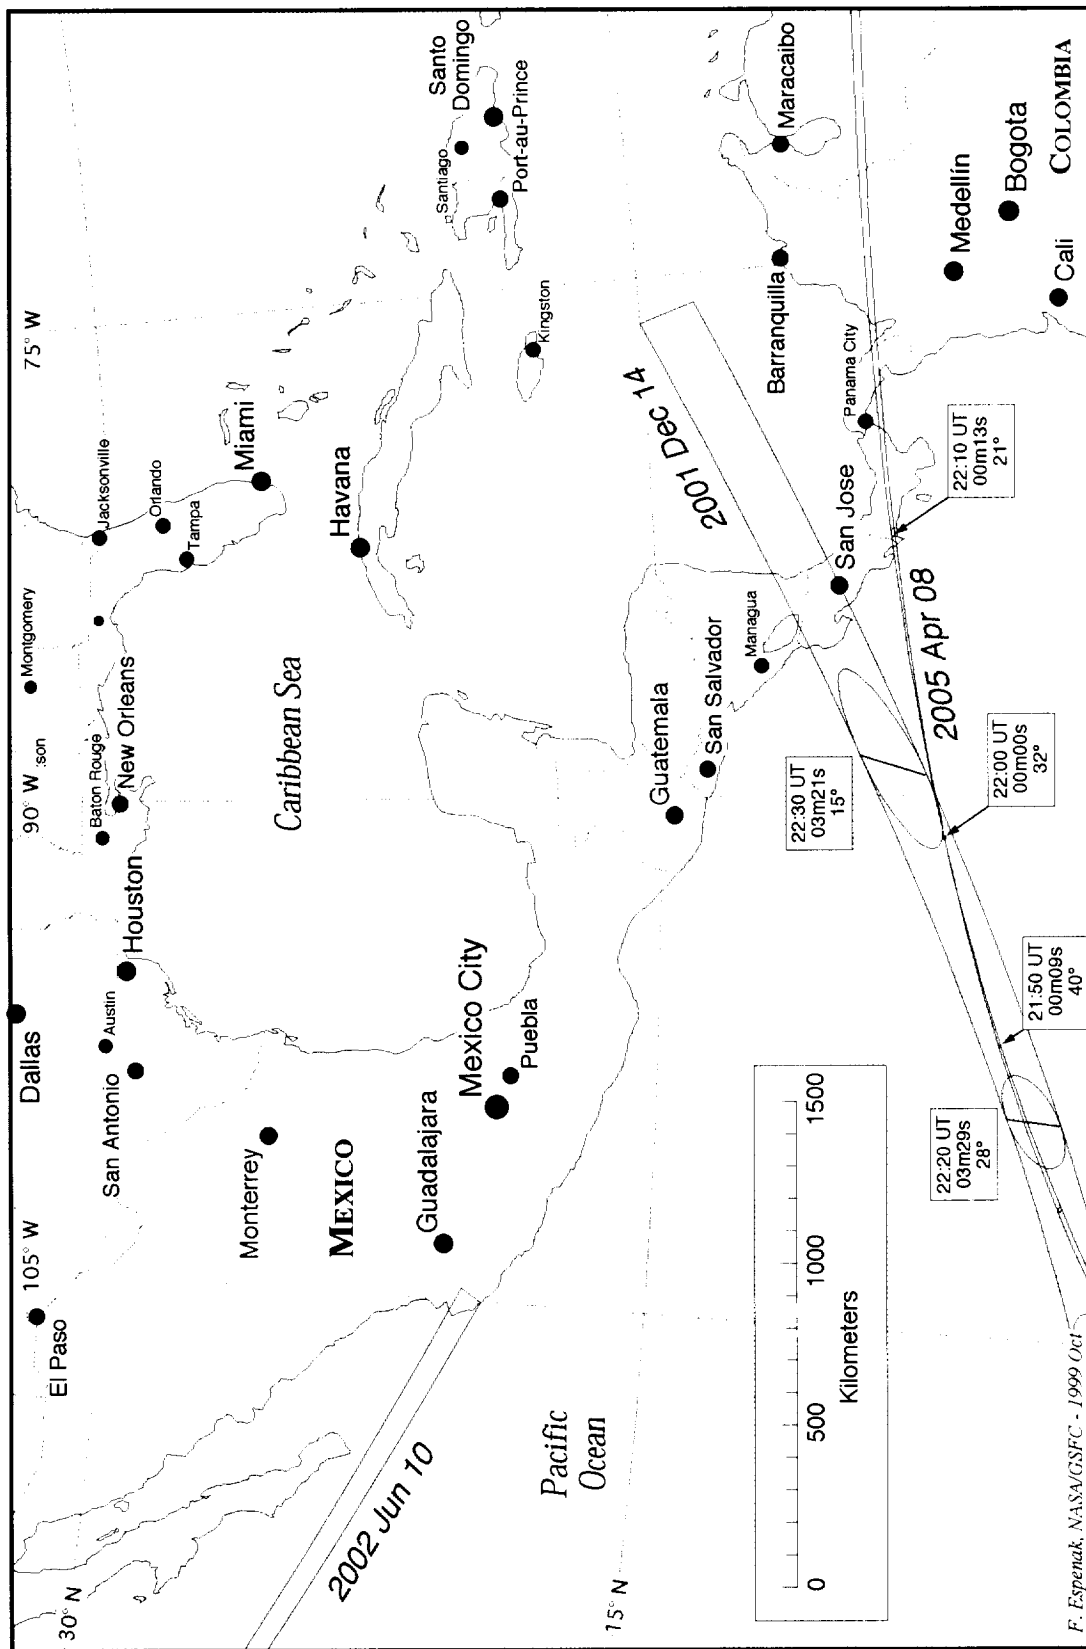 Dallas
El Paso
105° W
90° W
75° W
30° N
15° N
San Antonio
Austin
Houston
Baton Rouge
New Orleans
Montgomery
:son
Jacksonville
Orlando
Tampa
Miami
Monterrey
MEXICO
Guadalajara
Mexico City
Puebla
Caribbean Sea
Havana
Santiago
Santo
Domingo
Port-au-Prince
Kingston
2002 Jun 10
Pacific
Ocean
Guatemala
San Salvador
Managua
San Jose
Panama City
2001 Dec 14
Barranquilla
Maracaibo
Medellín
Bogota
Cali
COLOMBIA
2005 Apr 08
22:30 UT
03m21s
15°
22:20 UT
03m29s
28°
21:50 UT
00m09s
40°
22:00 UT
00m00s
32°
22:10 UT
00m13s
21°
0
500
1000
1500
Kilometers
F. Espenak, NASA/GSFC - 1999 Oct